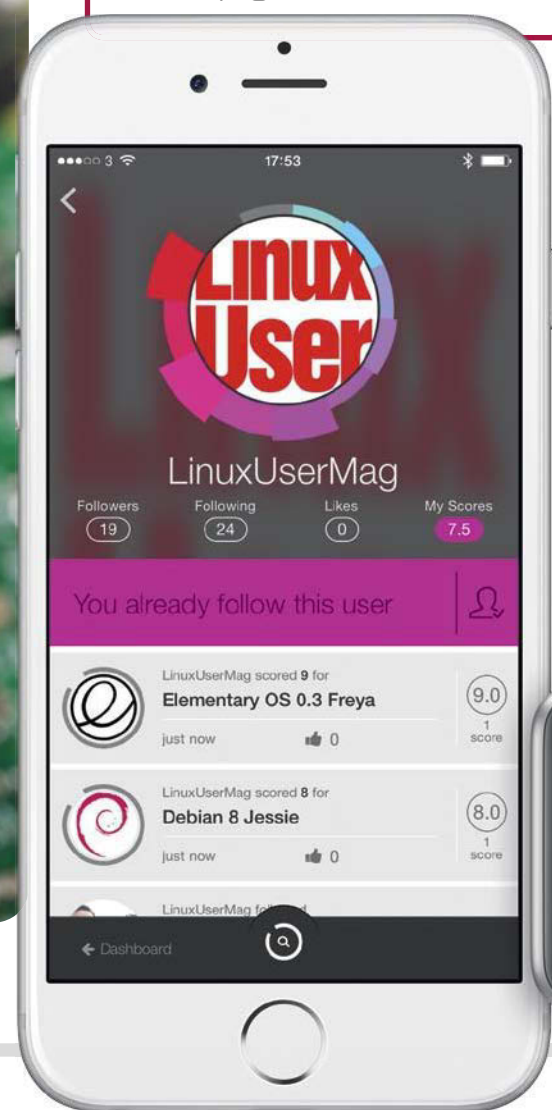 3
17:53
Linux
User
LinuxUserMag
Followers Following Likes My Scores
19 24 0 7.5
You already follow this user
LinuxUserMag scored 9 for
Elementary OS 0.3 Freya
just now 0
9.0
1
score
LinuxUserMag scored 8 for
Debian 8 Jessie
just now 0
8.0
1
score
LinuxUserMag
Dashboard